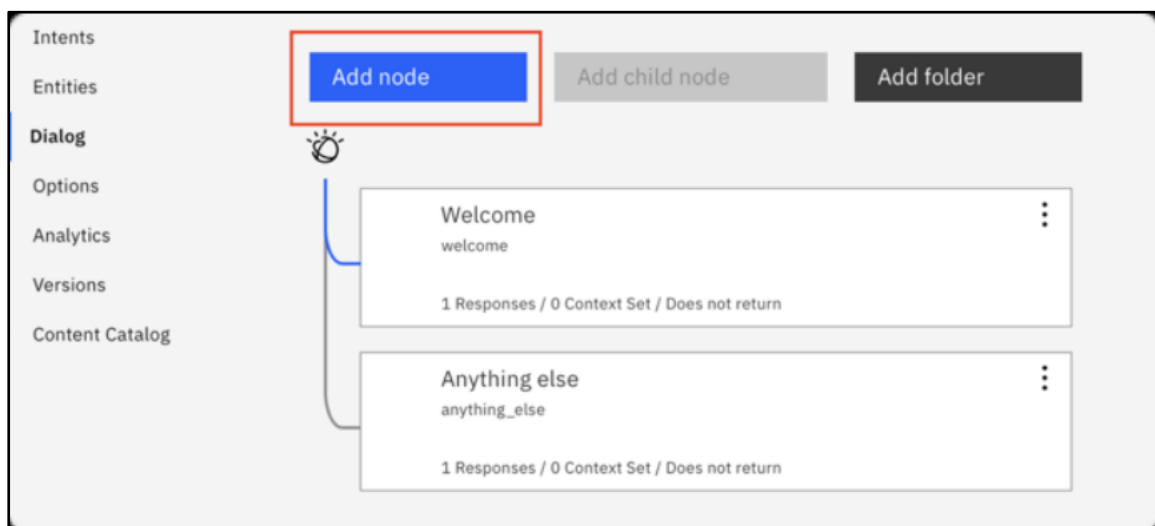 Intents
Entities
Dialog
Options
Analytics
Versions
Content Catalog
Add node
Add child node
Add folder
Welcome
welcome
1 Responses / 0 Context Set / Does not return
Anything else
anything_else
1 Responses / 0 Context Set / Does not return